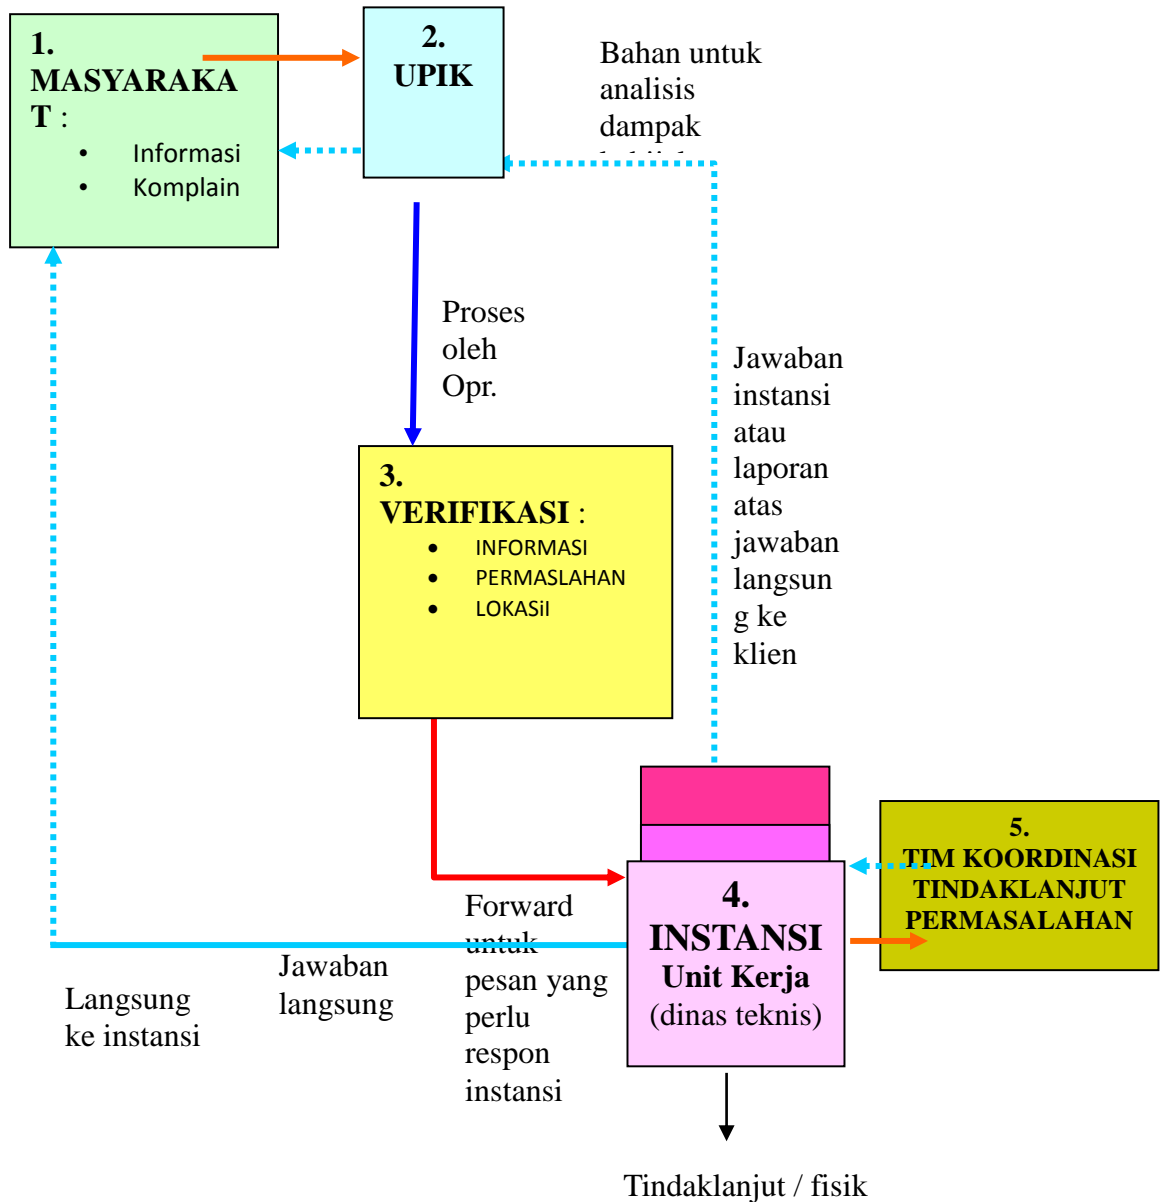 1.
MASYARAKA
T :
• Informasi
• Komplain
2.
UPIK
Bahan untuk
analisis
dampak
Proses
oleh
Opr.
Jawaban
instansi
atau
laporan
atas
jawaban
langsun
g ke
klien
3.
VERIFIKASI :
• INFORMASI
• PERMASLAHAN
• LOKASiI
4.
INSTANSI
Unit Kerja
(dinas teknis)
5.
TIM KOORDINASI
TINDAKLANJUT
PERMASALAHAN
Forward
untuk
pesan yang
perlu
respon
instansi
Jawaban
langsung
Langsung
ke instansi
Tindaklanjut / fisik